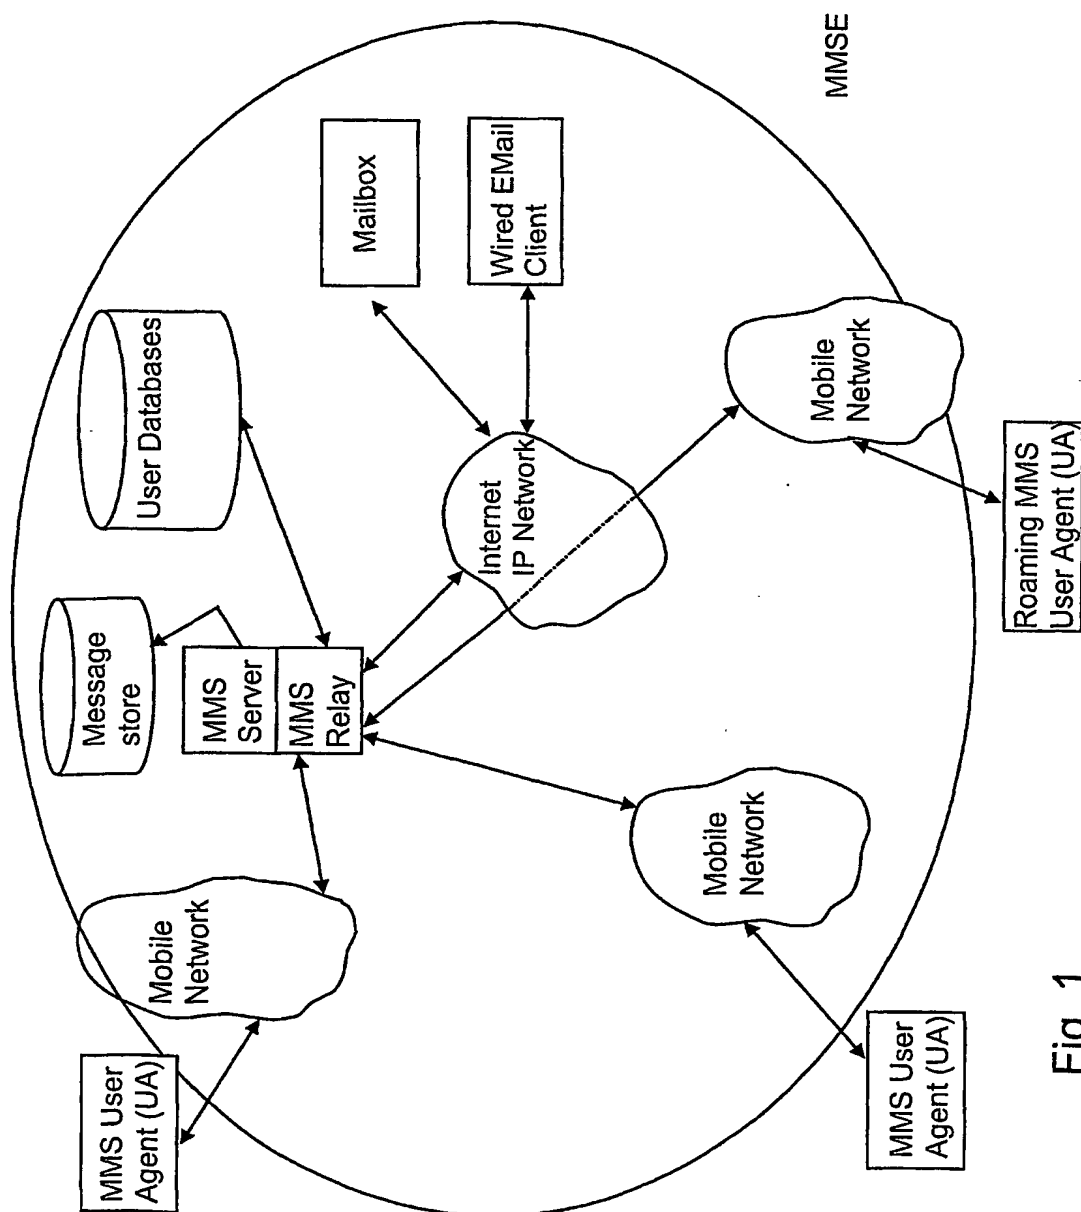 MMS User
Agent (UA)
Mobile
Network
Message
store
MMS
Server
MMS
Relay
User Databases
Mailbox
Wired EMail
Client
Internet
IP Network
Mobile
Network
MMS User
Agent (UA)
Mobile
Network
Roaming MMS
User Agent (UA)
MMSE
Fig. 1